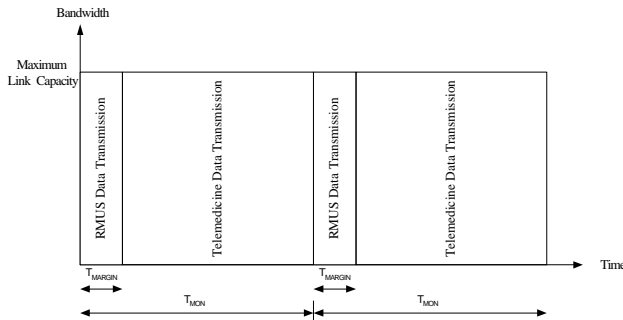 Bandwidth
Maximum
Link Capacity
RMUS Data Transmission
Telemedicine Data Transmission
RMUS Data Transmission
Telemedicine Data Transmission
Time
TMARGIN
TMARGIN
TMON
TMON